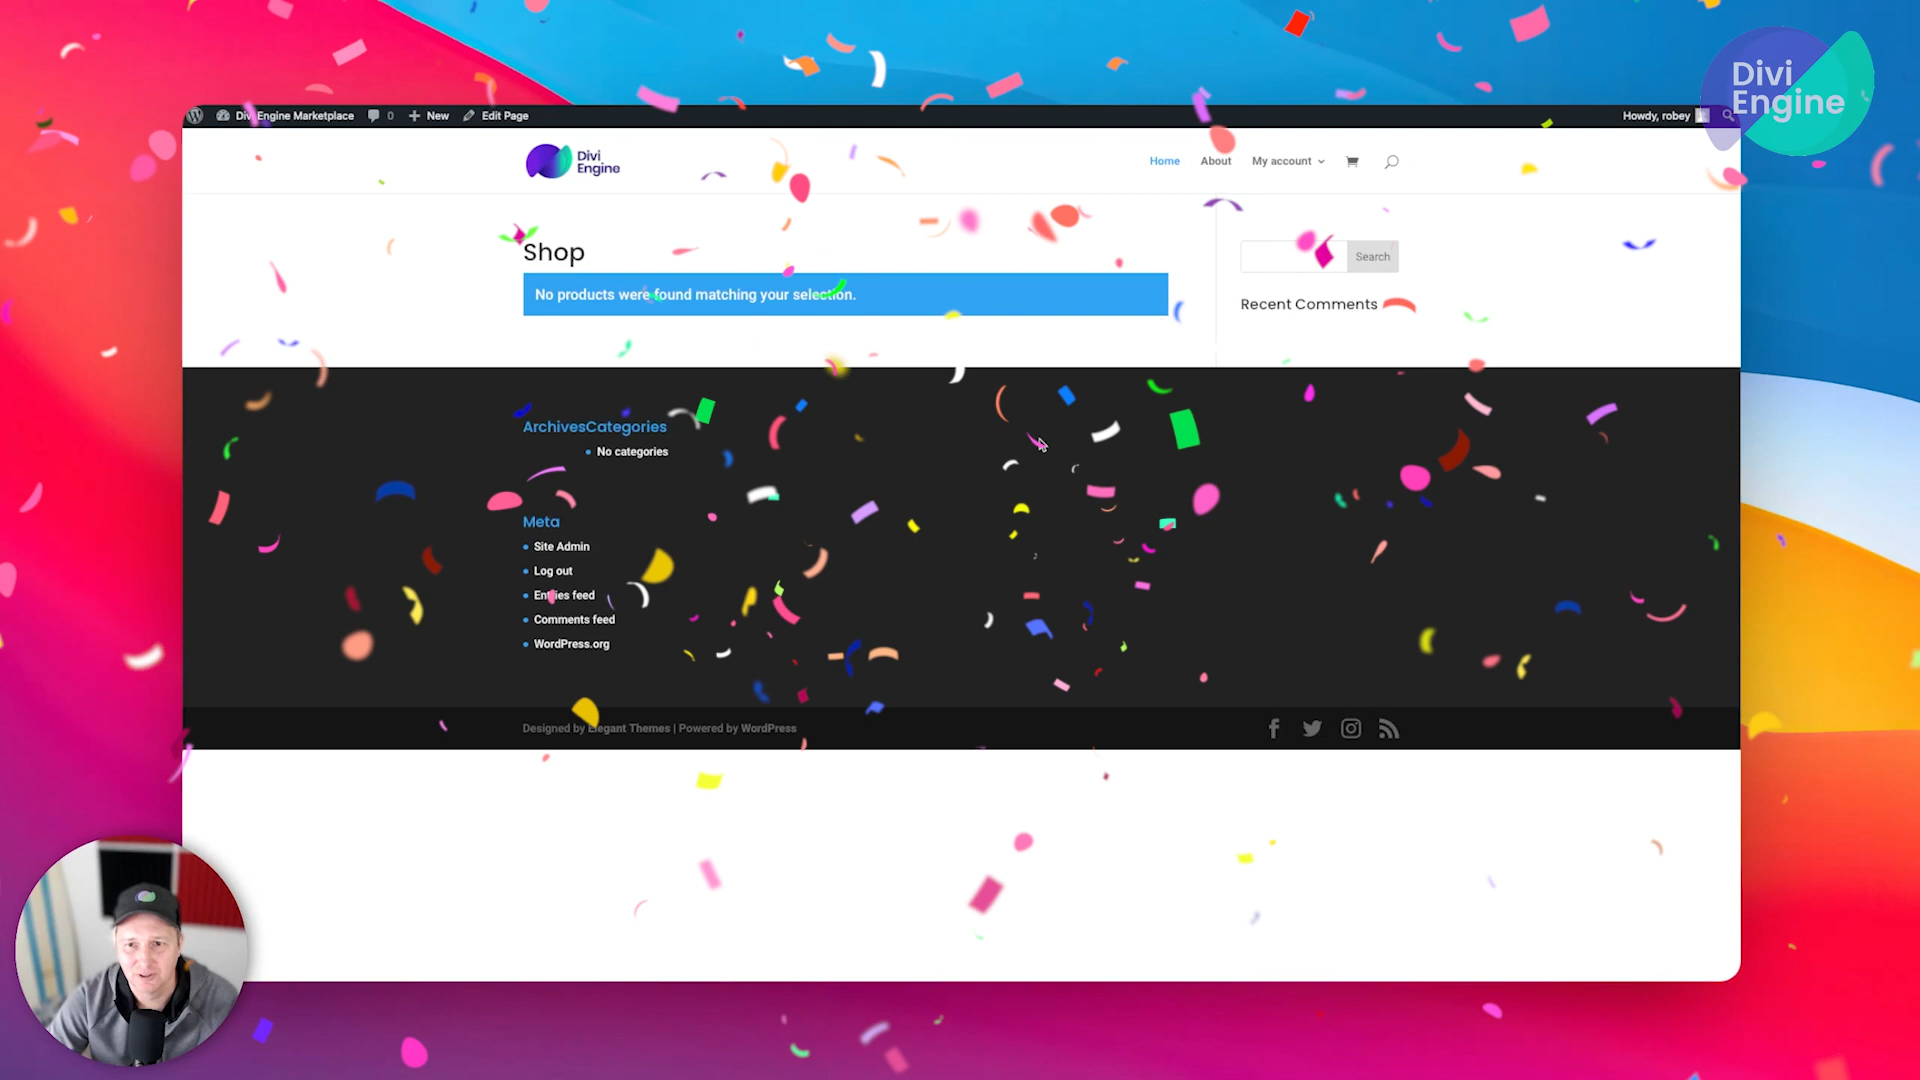 Divi
Engine
Divi Engine Marketplace 0 New Edit Page Howdy, robey
Divi
Engine
Home About My account
Shop
Search
No products were found matching your selection.
Recent Comments
ArchivesCategories
No categories
Meta
Site Admin
Log out
Entries feed
Comments feed
WordPress.org
Designed by Elegant Themes | Powered by WordPress